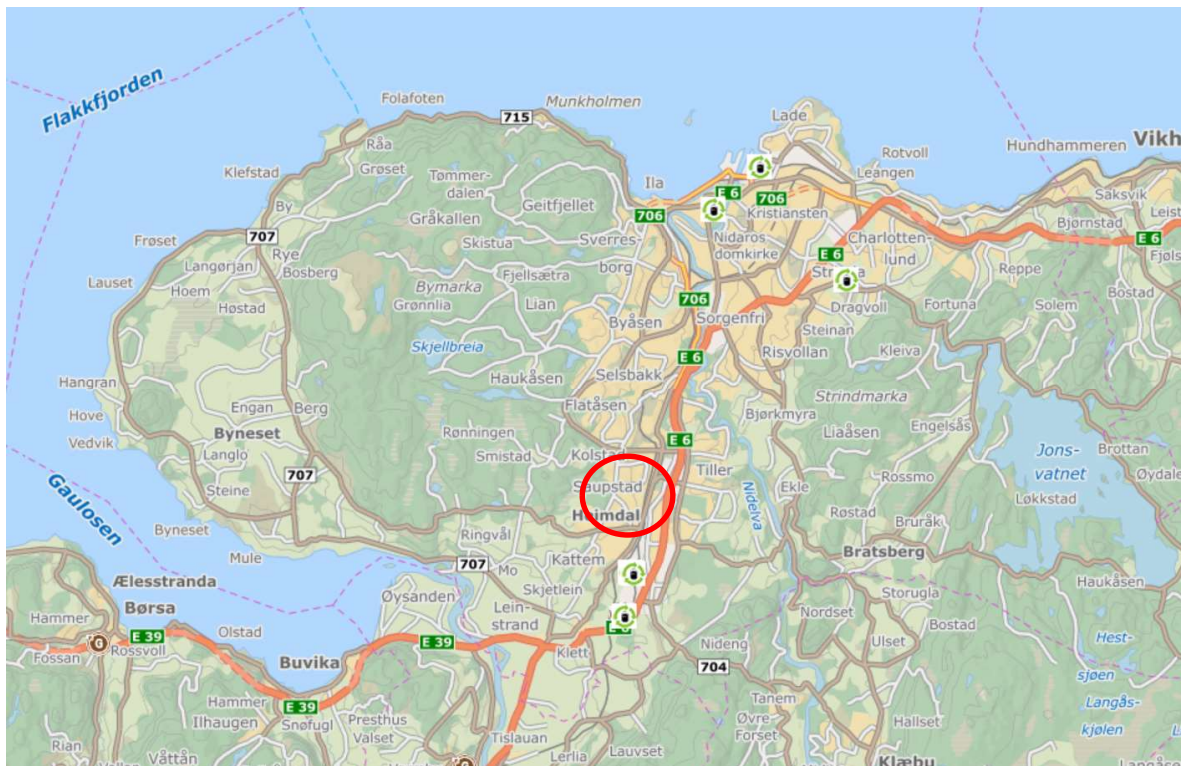 Flakkfjorden
Folafoten
Munkholmen
715
Lade
Råa
Klefstad
Grøset
Tømmer-
dalen
Ila
E 6
706
Rotvoll
Leangen
Hundhammeren
Vikh
Saksvik
By
Geitfjellet
706
Kristiansten
Bjørnstad
Leist
Frøset
707
Gråkallen
Skistua
Sverres-
borg
Nidaros
domkirke
E 6
Charlotten-
lund
E 6
Rye
Langørjan
Bosberg
Fjellsætra
Reppe
Fjøls
Lauset
Hoem
Bymarka
Lian
706
Dragvoll
Fortuna
Solem
Bostad
Høstad
Grønnlia
Byåsen
Sorgenfri
Steinan
Skjellbreia
E 6
Risvollan
Kleiva
Hangran
Haukåsen
Selsbakk
Strindmarka
Hove
Engan
Berg
Flatåsen
Bjørkmyra
Engelsås
Vedvik
Byneset
Rønningen
E 6
Liaåsen
Jons-
vatnet
Brottan
Langlo
Smistad
Kolstad
Tiller
Rossmo
Øydale
Gaulosen
Steine
707
Saupstad
Nidelva
Ekle
Løkkstad
Byneset
Heimdal
Røstad
Bruråk
Mule
Ringvål
Kattem
Bratsberg
707
Mo
Haukåsen
Ælesstranda
Øysanden
Skjetlein
Storugla
Hammer
Børsa
Lein-
strand
Nordset
Bostad
E 39
Olstad
E 39
E 6
Nideng
Ulset
Hest-
sjøen
Fossan
Rossvoll
Buvika
Klett
704
Hammer
E 39
Tanem
Langås-
kjølen
Ilhaugen
Snøfugl
Presthus
Valset
Øvre-
Forset
Hallset
Rian
Våttån
Tislauan
Lerlia
Lauvset
Klæbu